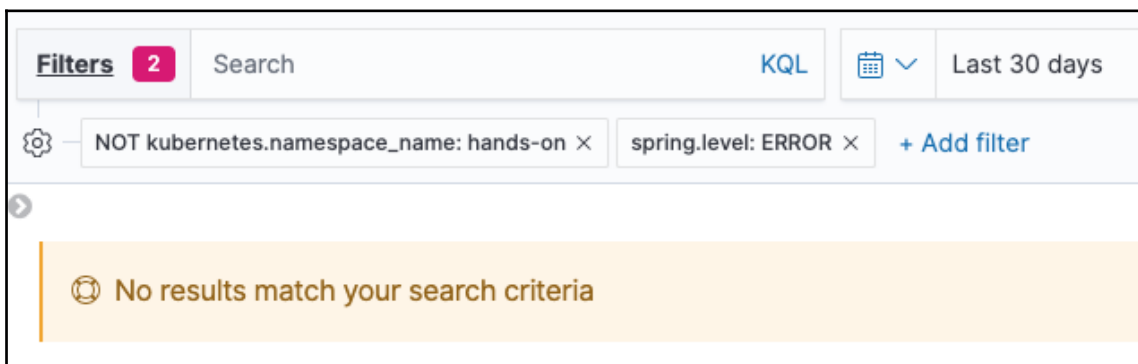 Filters 2 Search KQL Last 30 days
NOT kubernetes.namespace_name: hands-on × spring.level: ERROR × + Add filter
No results match your search criteria